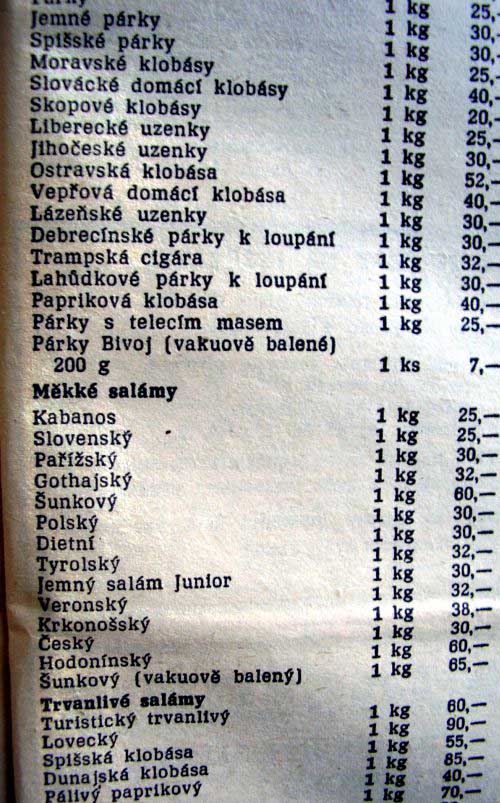 Párky 1 kg 25,—
Jemné párky 1 kg 30,—
Spišské párky 1 kg 30,—
Moravské klobásy 1 kg 25,—
Slovácké domácí klobásy 1 kg 40,—
Skopové klobásy 1 kg 20,—
Liberecké uzenky 1 kg 25,—
Jihočeské uzenky 1 kg 30,—
Ostravská klobása 1 kg 52,—
Vepřová domácí klobása 1 kg 40,—
Lázeňské uzenky 1 kg 30,—
Debrecínské párky k loupání 1 kg 30,—
Trampská cigára 1 kg 32,—
Lahůdkové párky k loupání 1 kg 30,—
Papriková klobása 1 kg 40,—
Párky s telecím masem 1 kg 25,—
Párky Bivoj (vakuově balené)
200 g 1 ks 7,—
Měkké salámy
Kabanos 1 kg 25,—
Slovenský 1 kg 25,—
Pařížský 1 kg 30,—
Gothajský 1 kg 32,—
Šunkový 1 kg 60,—
Polský 1 kg 30,—
Dietní 1 kg 30,—
Tyrolský 1 kg 32,—
Jemný salám Junior 1 kg 30,—
Veronský 1 kg 32,—
Krkonošský 1 kg 38,—
Český 1 kg 30,—
Hodonínský 1 kg 60,—
Šunkový (vakuově balený) 1 kg 65,—
Trvanlivé salámy
Turistický trvanlivý 1 kg 60,—
Lovecký 1 kg 90,—
Spišská klobása 1 kg 55,—
Dunajská klobása 1 kg 85,—
Pálivý paprikový 1 kg 40,—
1 kg 70,—